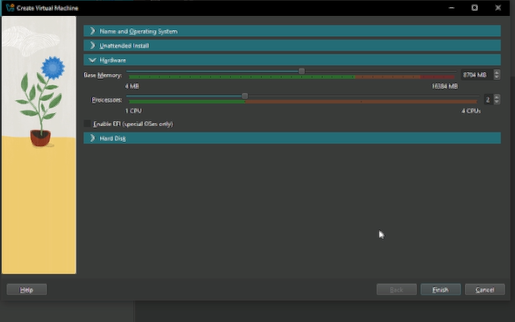 Create Virtual Machine
Name and Operating System
Unattended Install
Hardware
Base Memory: 8704 MB
4 MB 16384 MB
Processors: 2
1 CPU 4 CPUs
Enable EFI (special OSes only)
Hard Disk
Help Back Finish Cancel